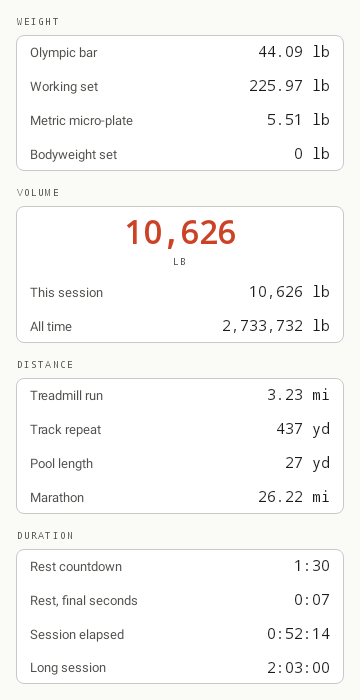 WEIGHT
Olympic bar 44.09 lb
Working set 225.97 lb
Metric micro-plate 5.51 lb
Bodyweight set 0 lb
VOLUME
10,626
LB
This session 10,626 lb
All time 2,733,732 lb
DISTANCE
Treadmill run 3.23 mi
Track repeat 437 yd
Pool length 27 yd
Marathon 26.22 mi
DURATION
Rest countdown 1:30
Rest, final seconds 0:07
Session elapsed 0:52:14
Long session 2:03:00